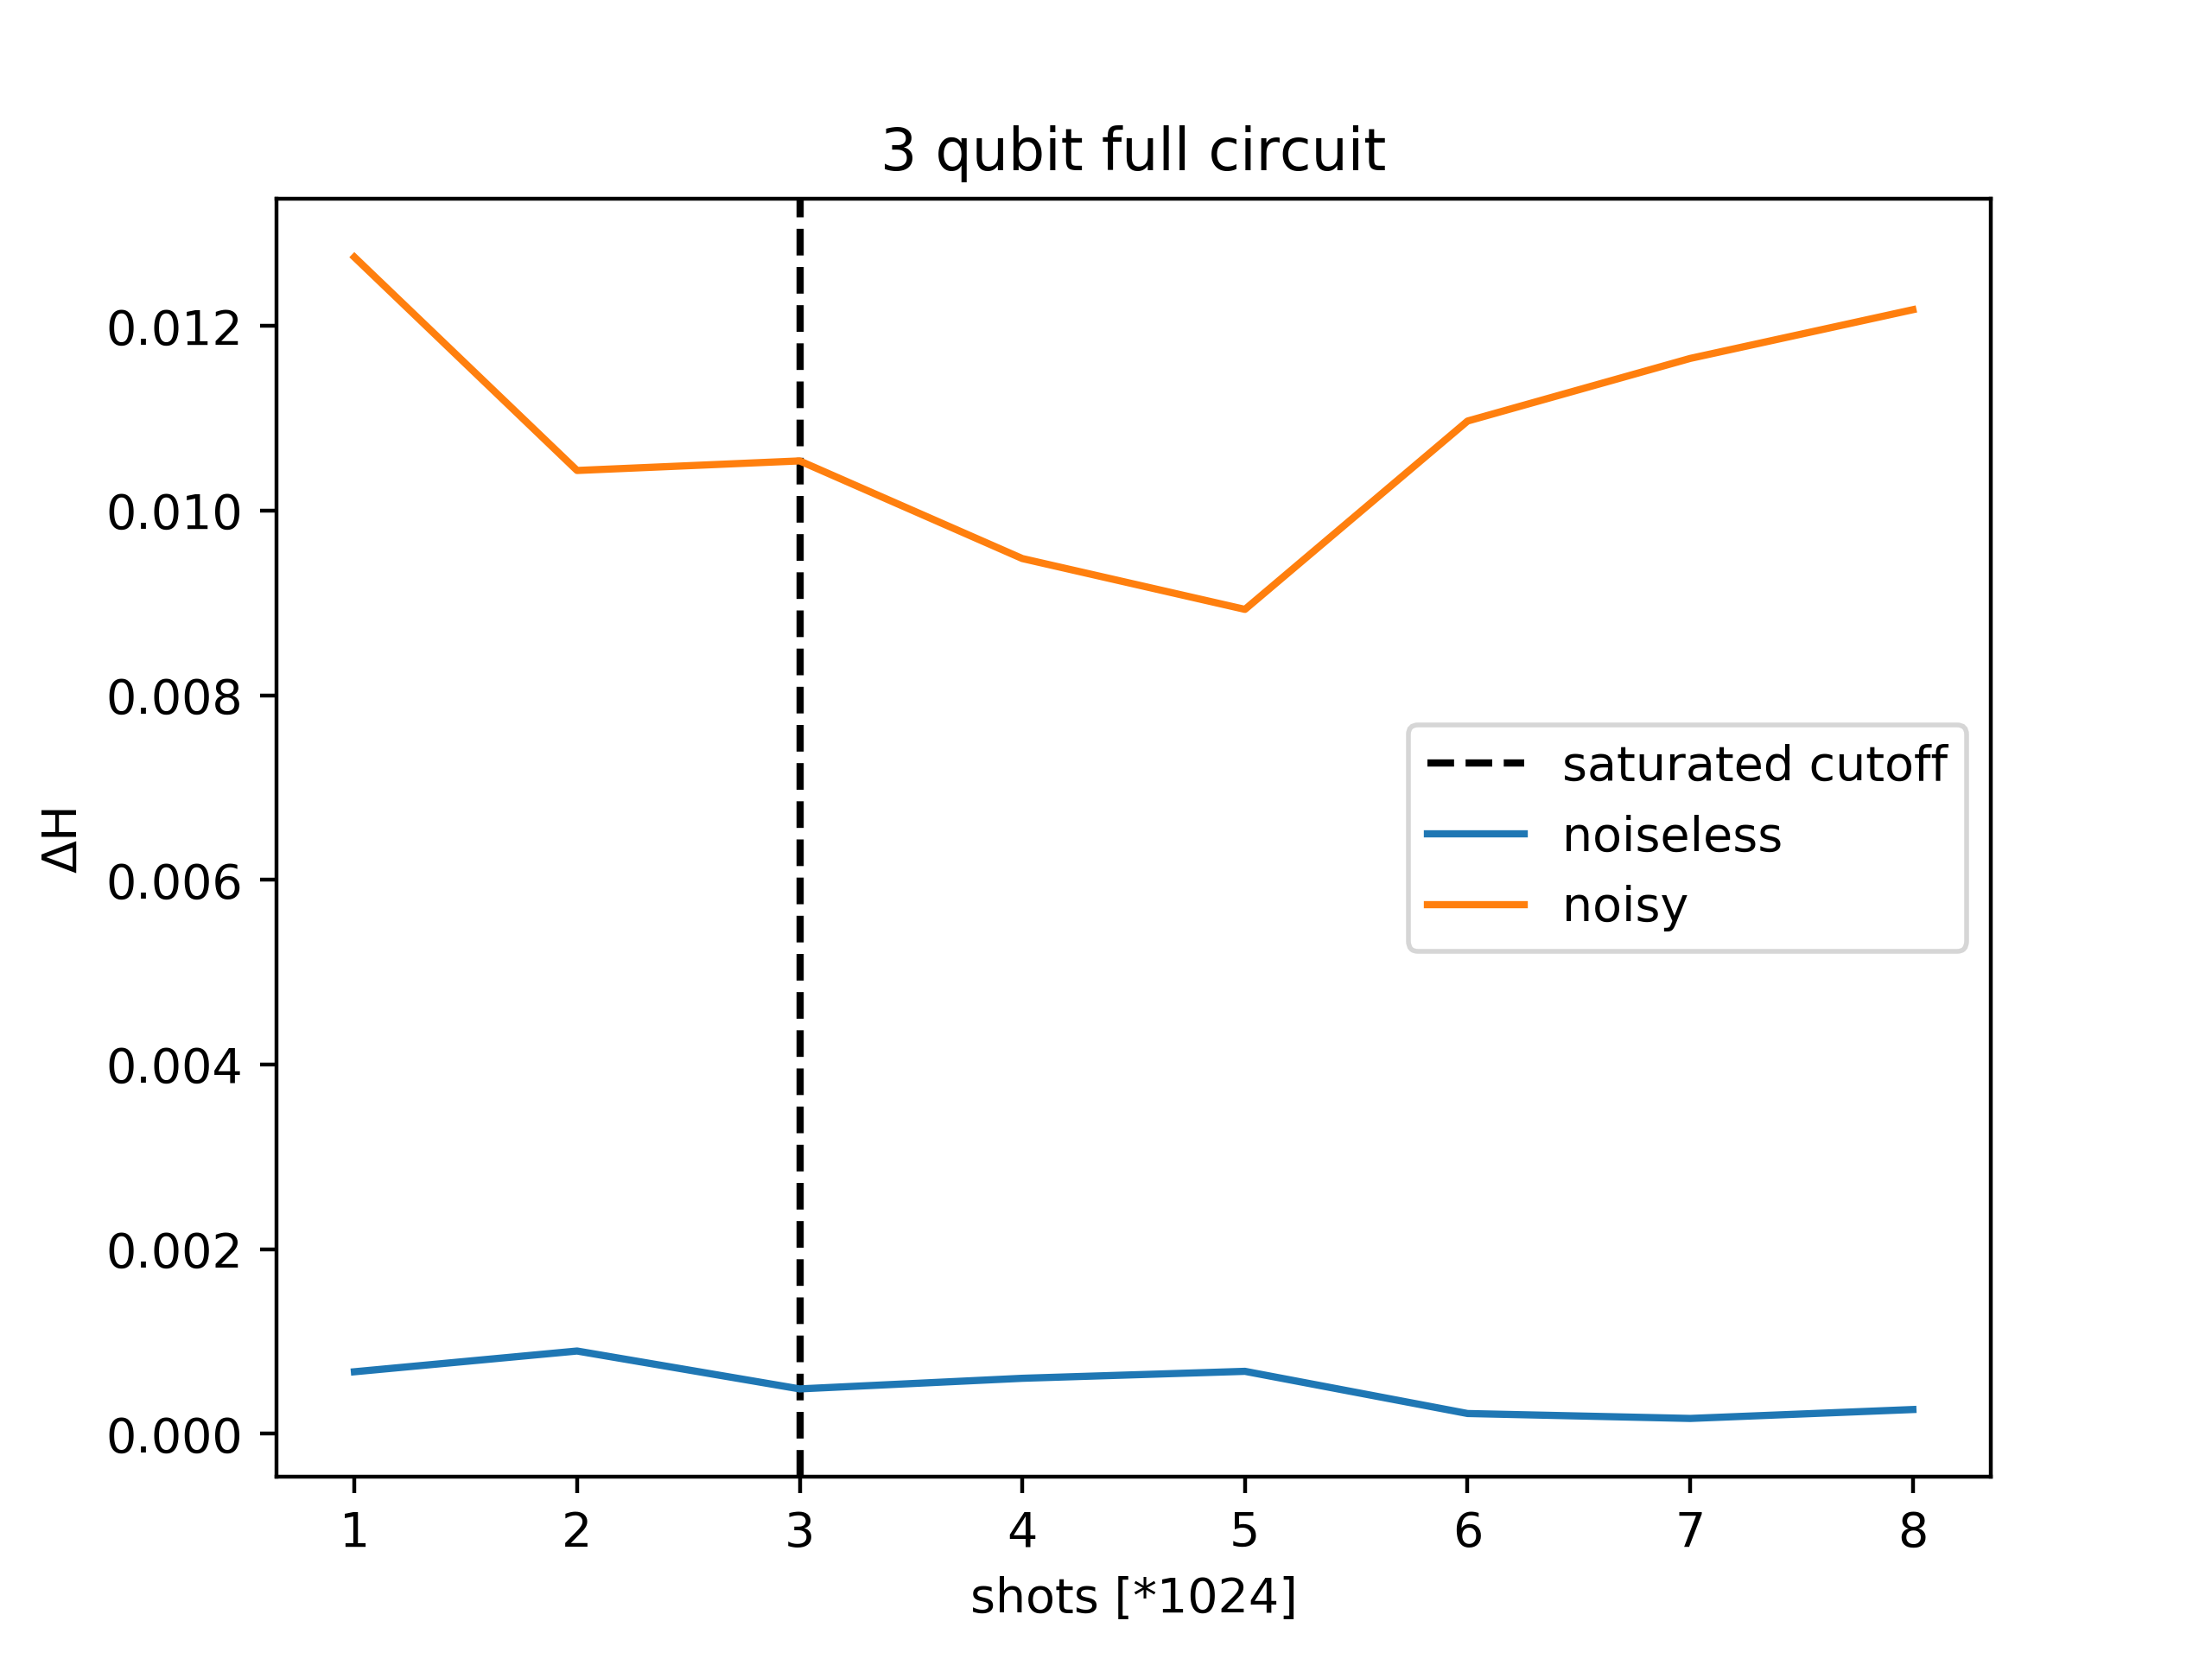 3 qubit full circuit
0.012
0.010
0.008
0.006
0.004
0.002
0.000
ΔH
saturated cutoff
noiseless
noisy
1 2 3 4 5 6 7 8
shots [*1024]